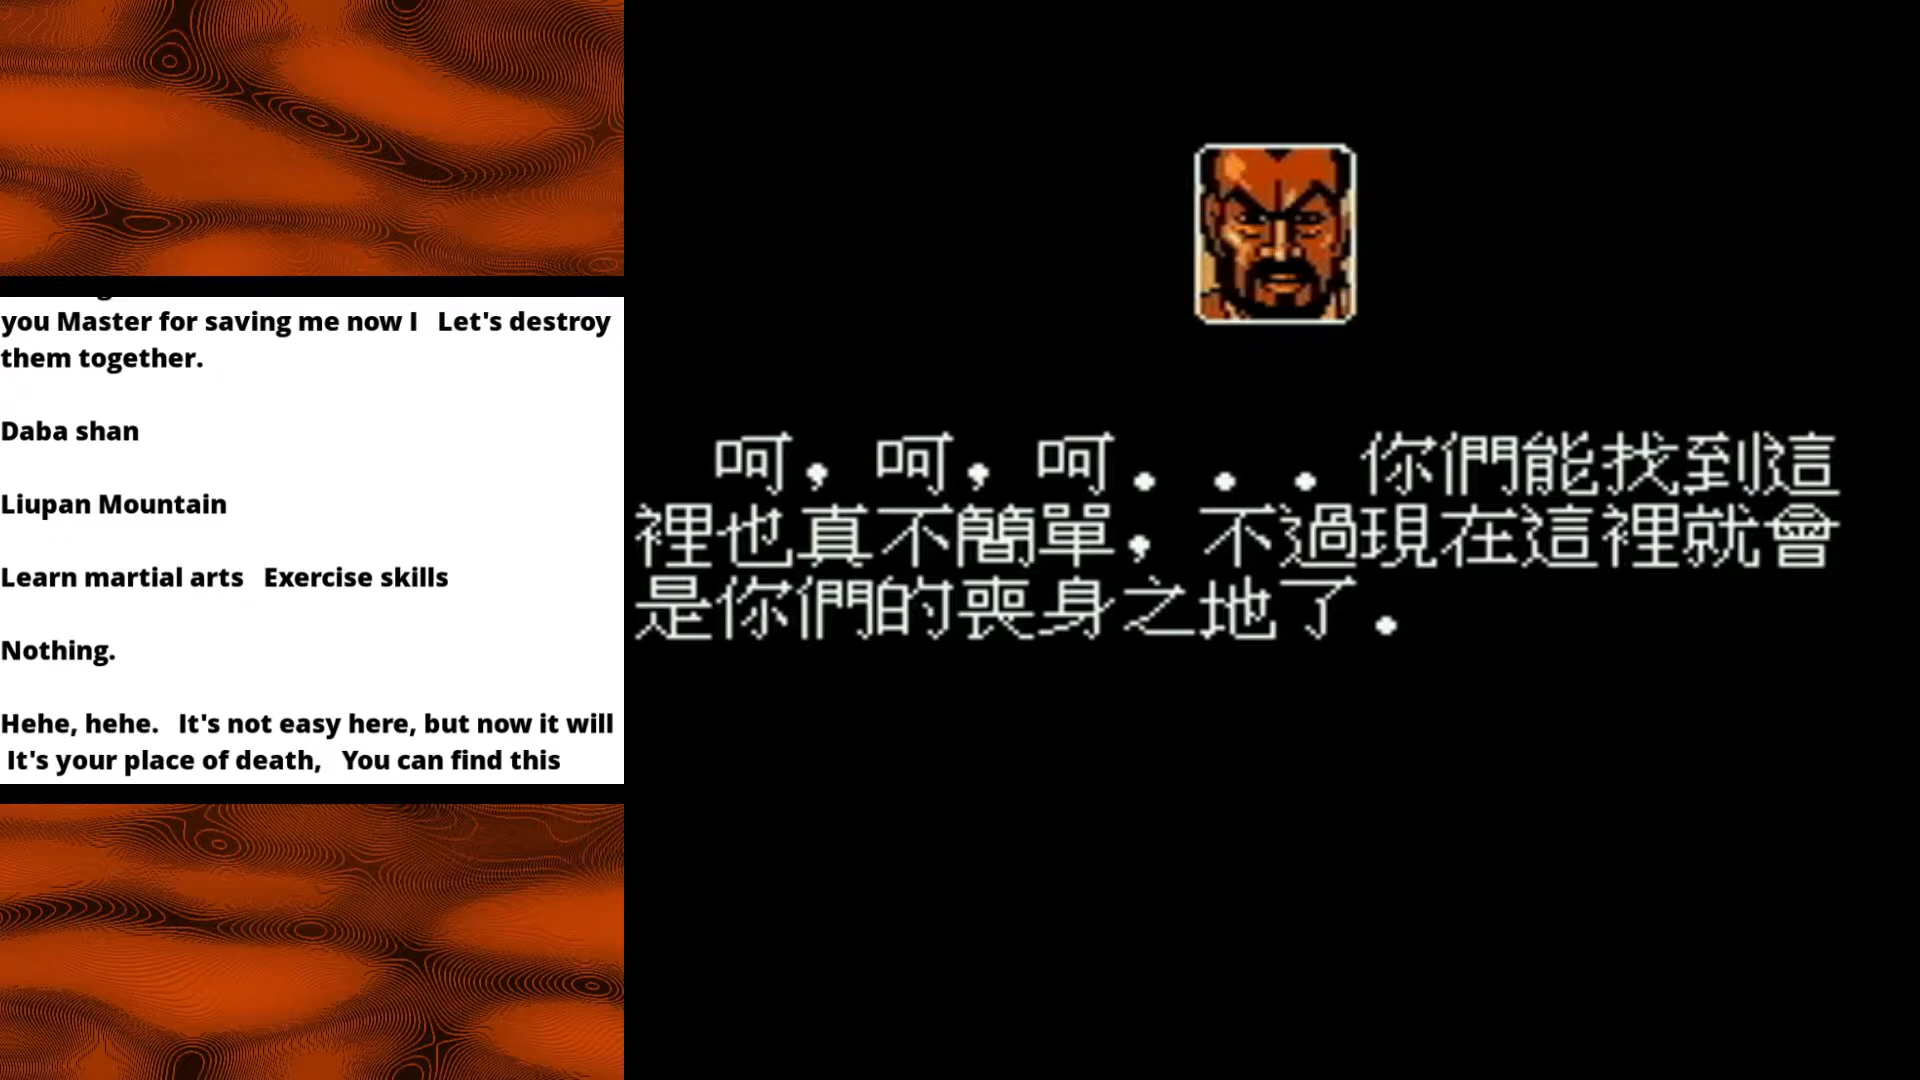 you Master for saving me now I   Let's destroy
them together.
Daba shan
Liupan Mountain
Learn martial arts   Exercise skills
Nothing.
Hehe, hehe.   It's not easy here, but now it will
It's your place of death,   You can find this
呵,呵,呵...你們能找到這
裡也真不簡單,不過現在這裡就會
是你們的喪身之地了.